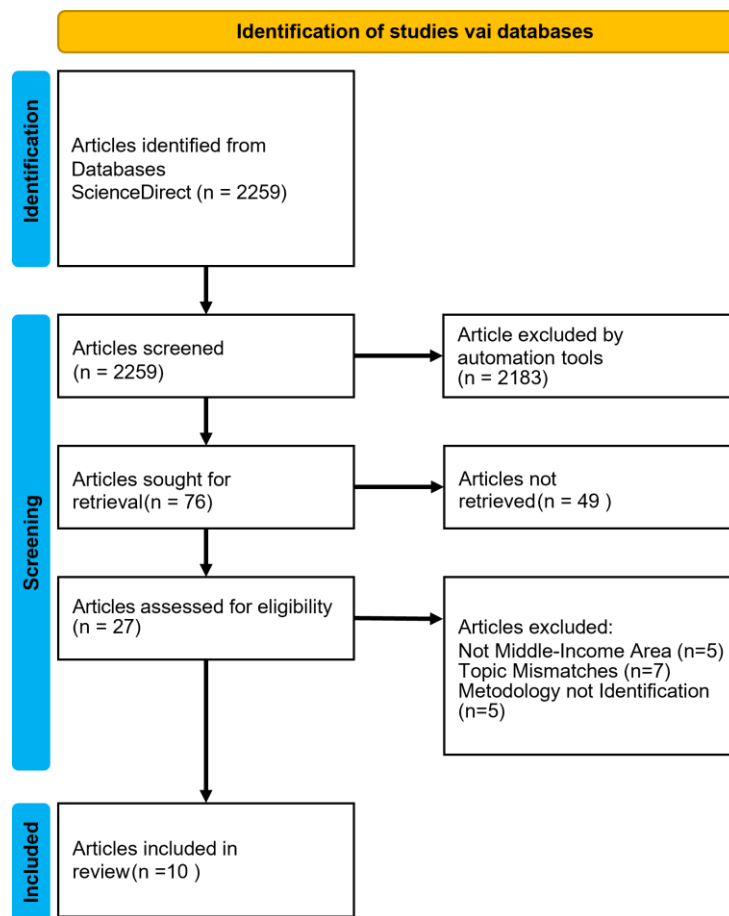 Identification of studies vai databases
Identification
Articles identified from
Databases
ScienceDirect (n = 2259)
Screening
Articles screened
(n = 2259)
Article excluded by
automation tools
(n = 2183)
Articles sought for
retrieval(n = 76)
Articles not
retrieved(n = 49 )
Articles assessed for eligibility
(n = 27)
Articles excluded:
Not Middle-Income Area (n=5)
Topic Mismatches (n=7)
Metodology not Identification
(n=5)
Included
Articles included in
review(n =10 )